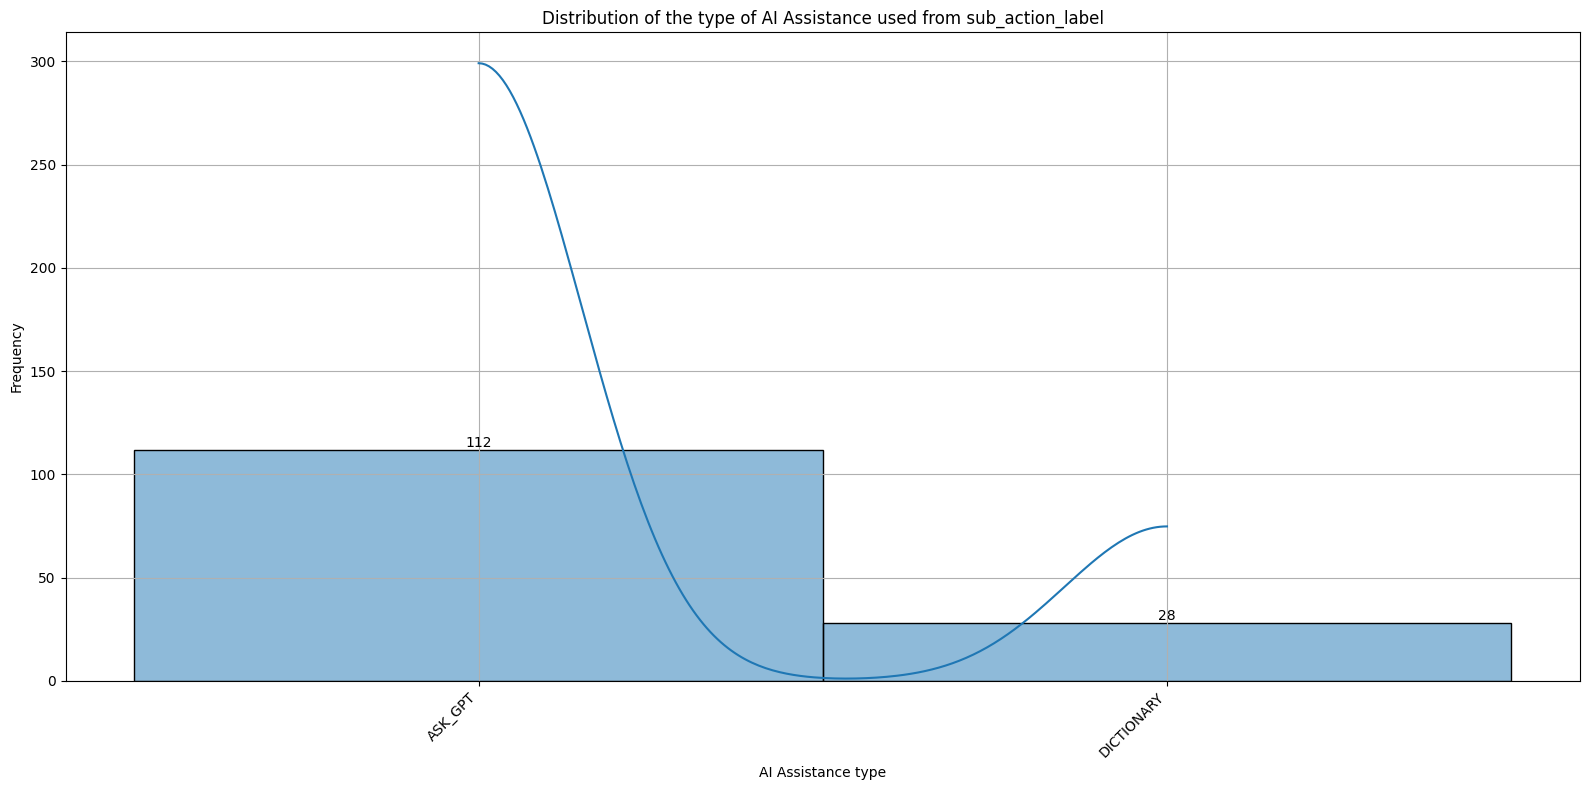 Distribution of the type of AI Assistance used from sub_action_label
300
250
200
150
100
50
0
Frequency
112
28
ASK_GPT
DICTIONARY
AI Assistance type